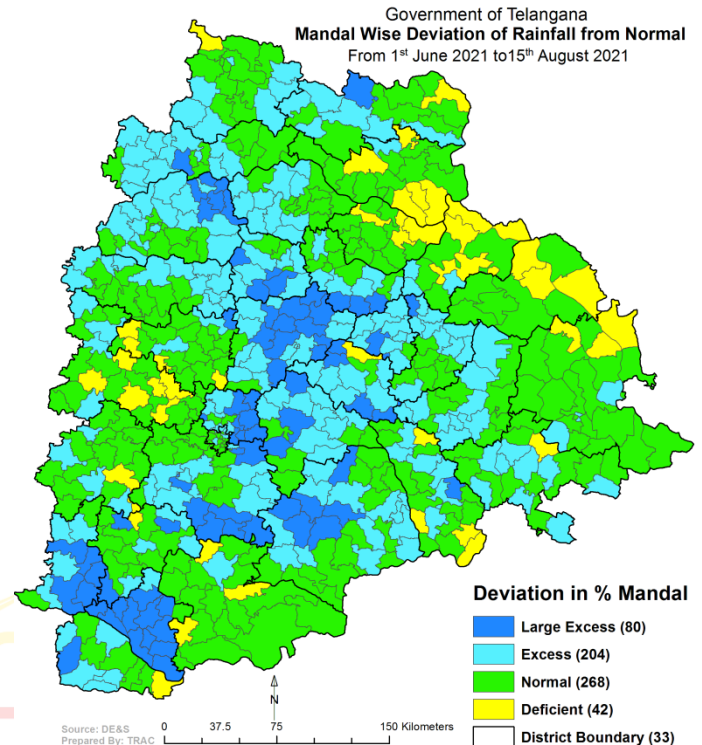 Government of Telangana
Mandal Wise Deviation of Rainfall from Normal
From 1st June 2021 to15th August 2021
Deviation in % Mandal
Large Excess (80)
Excess (204)
Normal (268)
Deficient (42)
District Boundary (33)
N
Source: DE&S
Prepared By: TRAC
0 37.5 75 150 Kilometers